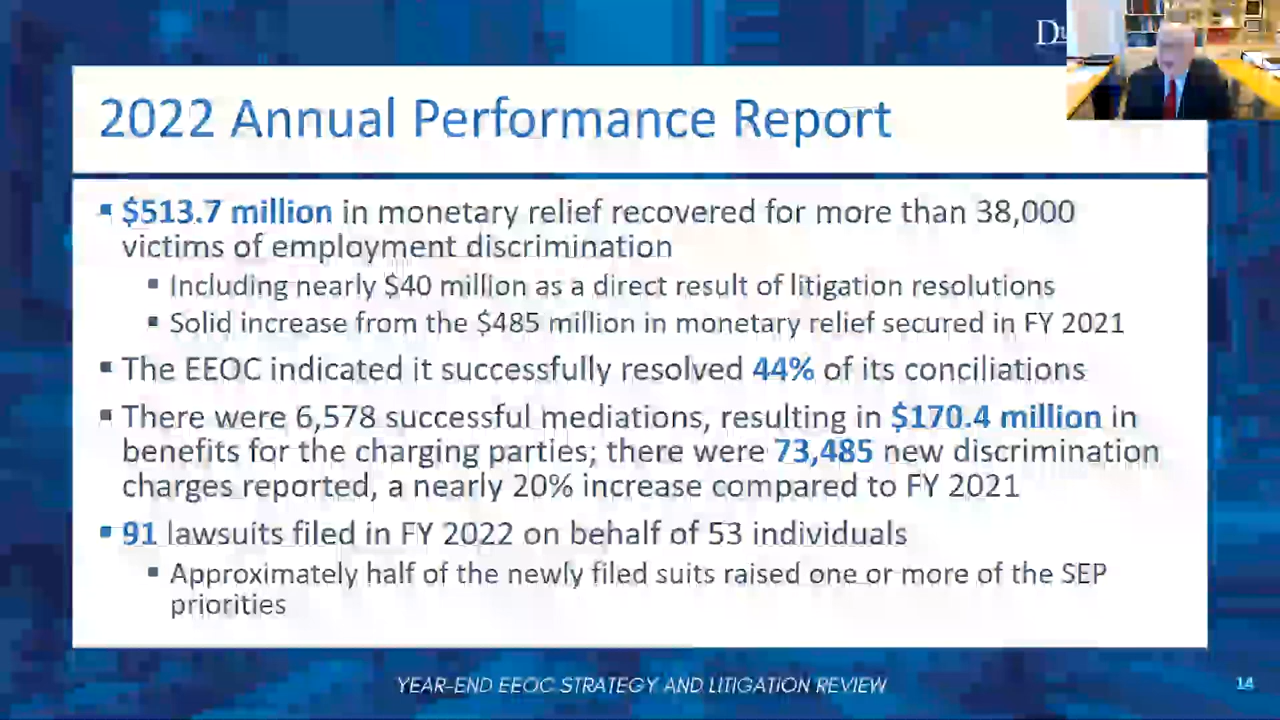 2022 Annual Performance Report
$513.7 million in monetary relief recovered for more than 38,000
victims of employment discrimination
Including nearly $40 million as a direct result of litigation resolutions
Solid increase from the $485 million in monetary relief secured in FY 2021
The EEOC indicated it successfully resolved 44% of its conciliations
There were 6,578 successful mediations, resulting in $170.4 million in
benefits for the charging parties; there were 73,485 new discrimination
charges reported, a nearly 20% increase compared to FY 2021
91 lawsuits filed in FY 2022 on behalf of 53 individuals
Approximately half of the newly filed suits raised one or more of the SEP
priorities
YEAR-END EEOC STRATEGY AND LITIGATION REVIEW
14